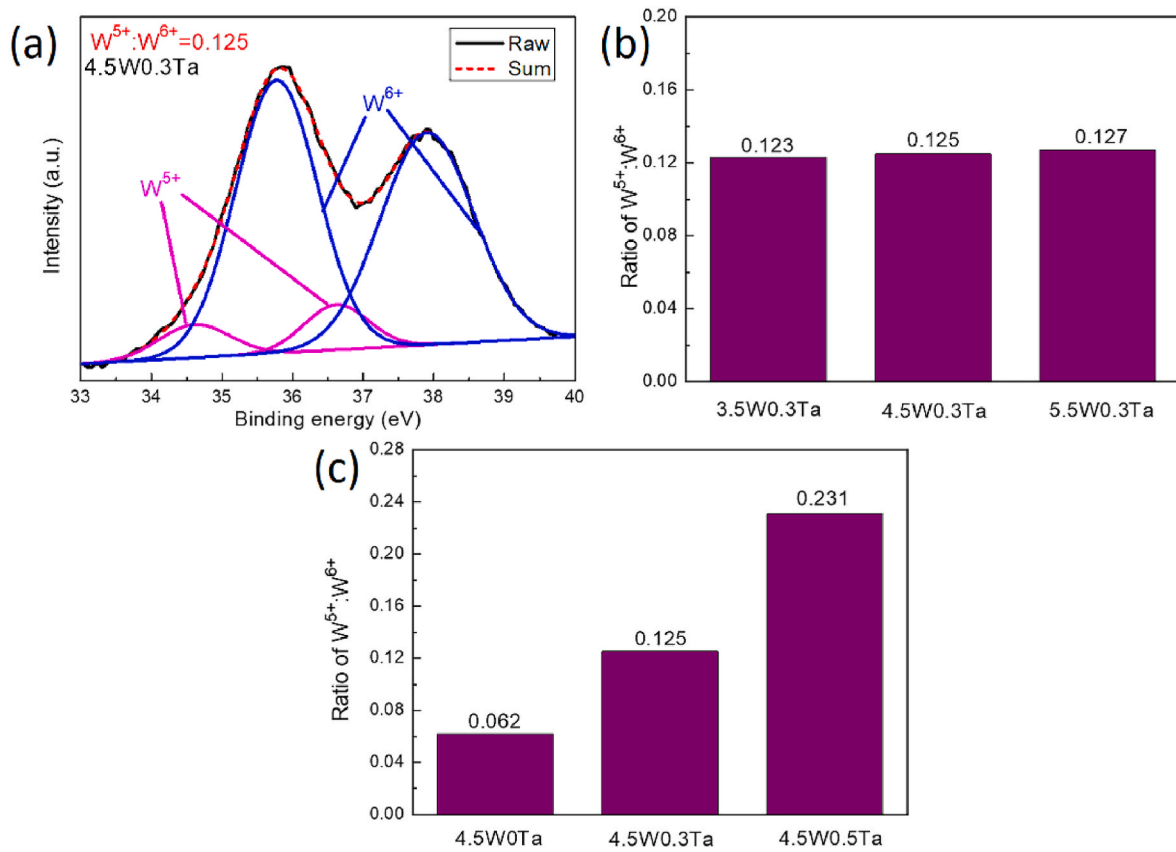 (a)
W⁵⁺:W⁶⁺=0.125
4.5W0.3Ta
Raw
Sum
W⁶⁺
W⁵⁺
Intensity (a.u.)
33 34 35 36 37 38 39 40
Binding energy (eV)
(b)
0.20
0.16
0.12
0.08
0.04
0.00
Ratio of W⁵⁺:W⁶⁺
0.123 0.125 0.127
3.5W0.3Ta 4.5W0.3Ta 5.5W0.3Ta
(c)
0.28
0.24
0.20
0.16
0.12
0.08
0.04
0.00
Ratio of W⁵⁺:W⁶⁺
0.062 0.125 0.231
4.5W0Ta 4.5W0.3Ta 4.5W0.5Ta